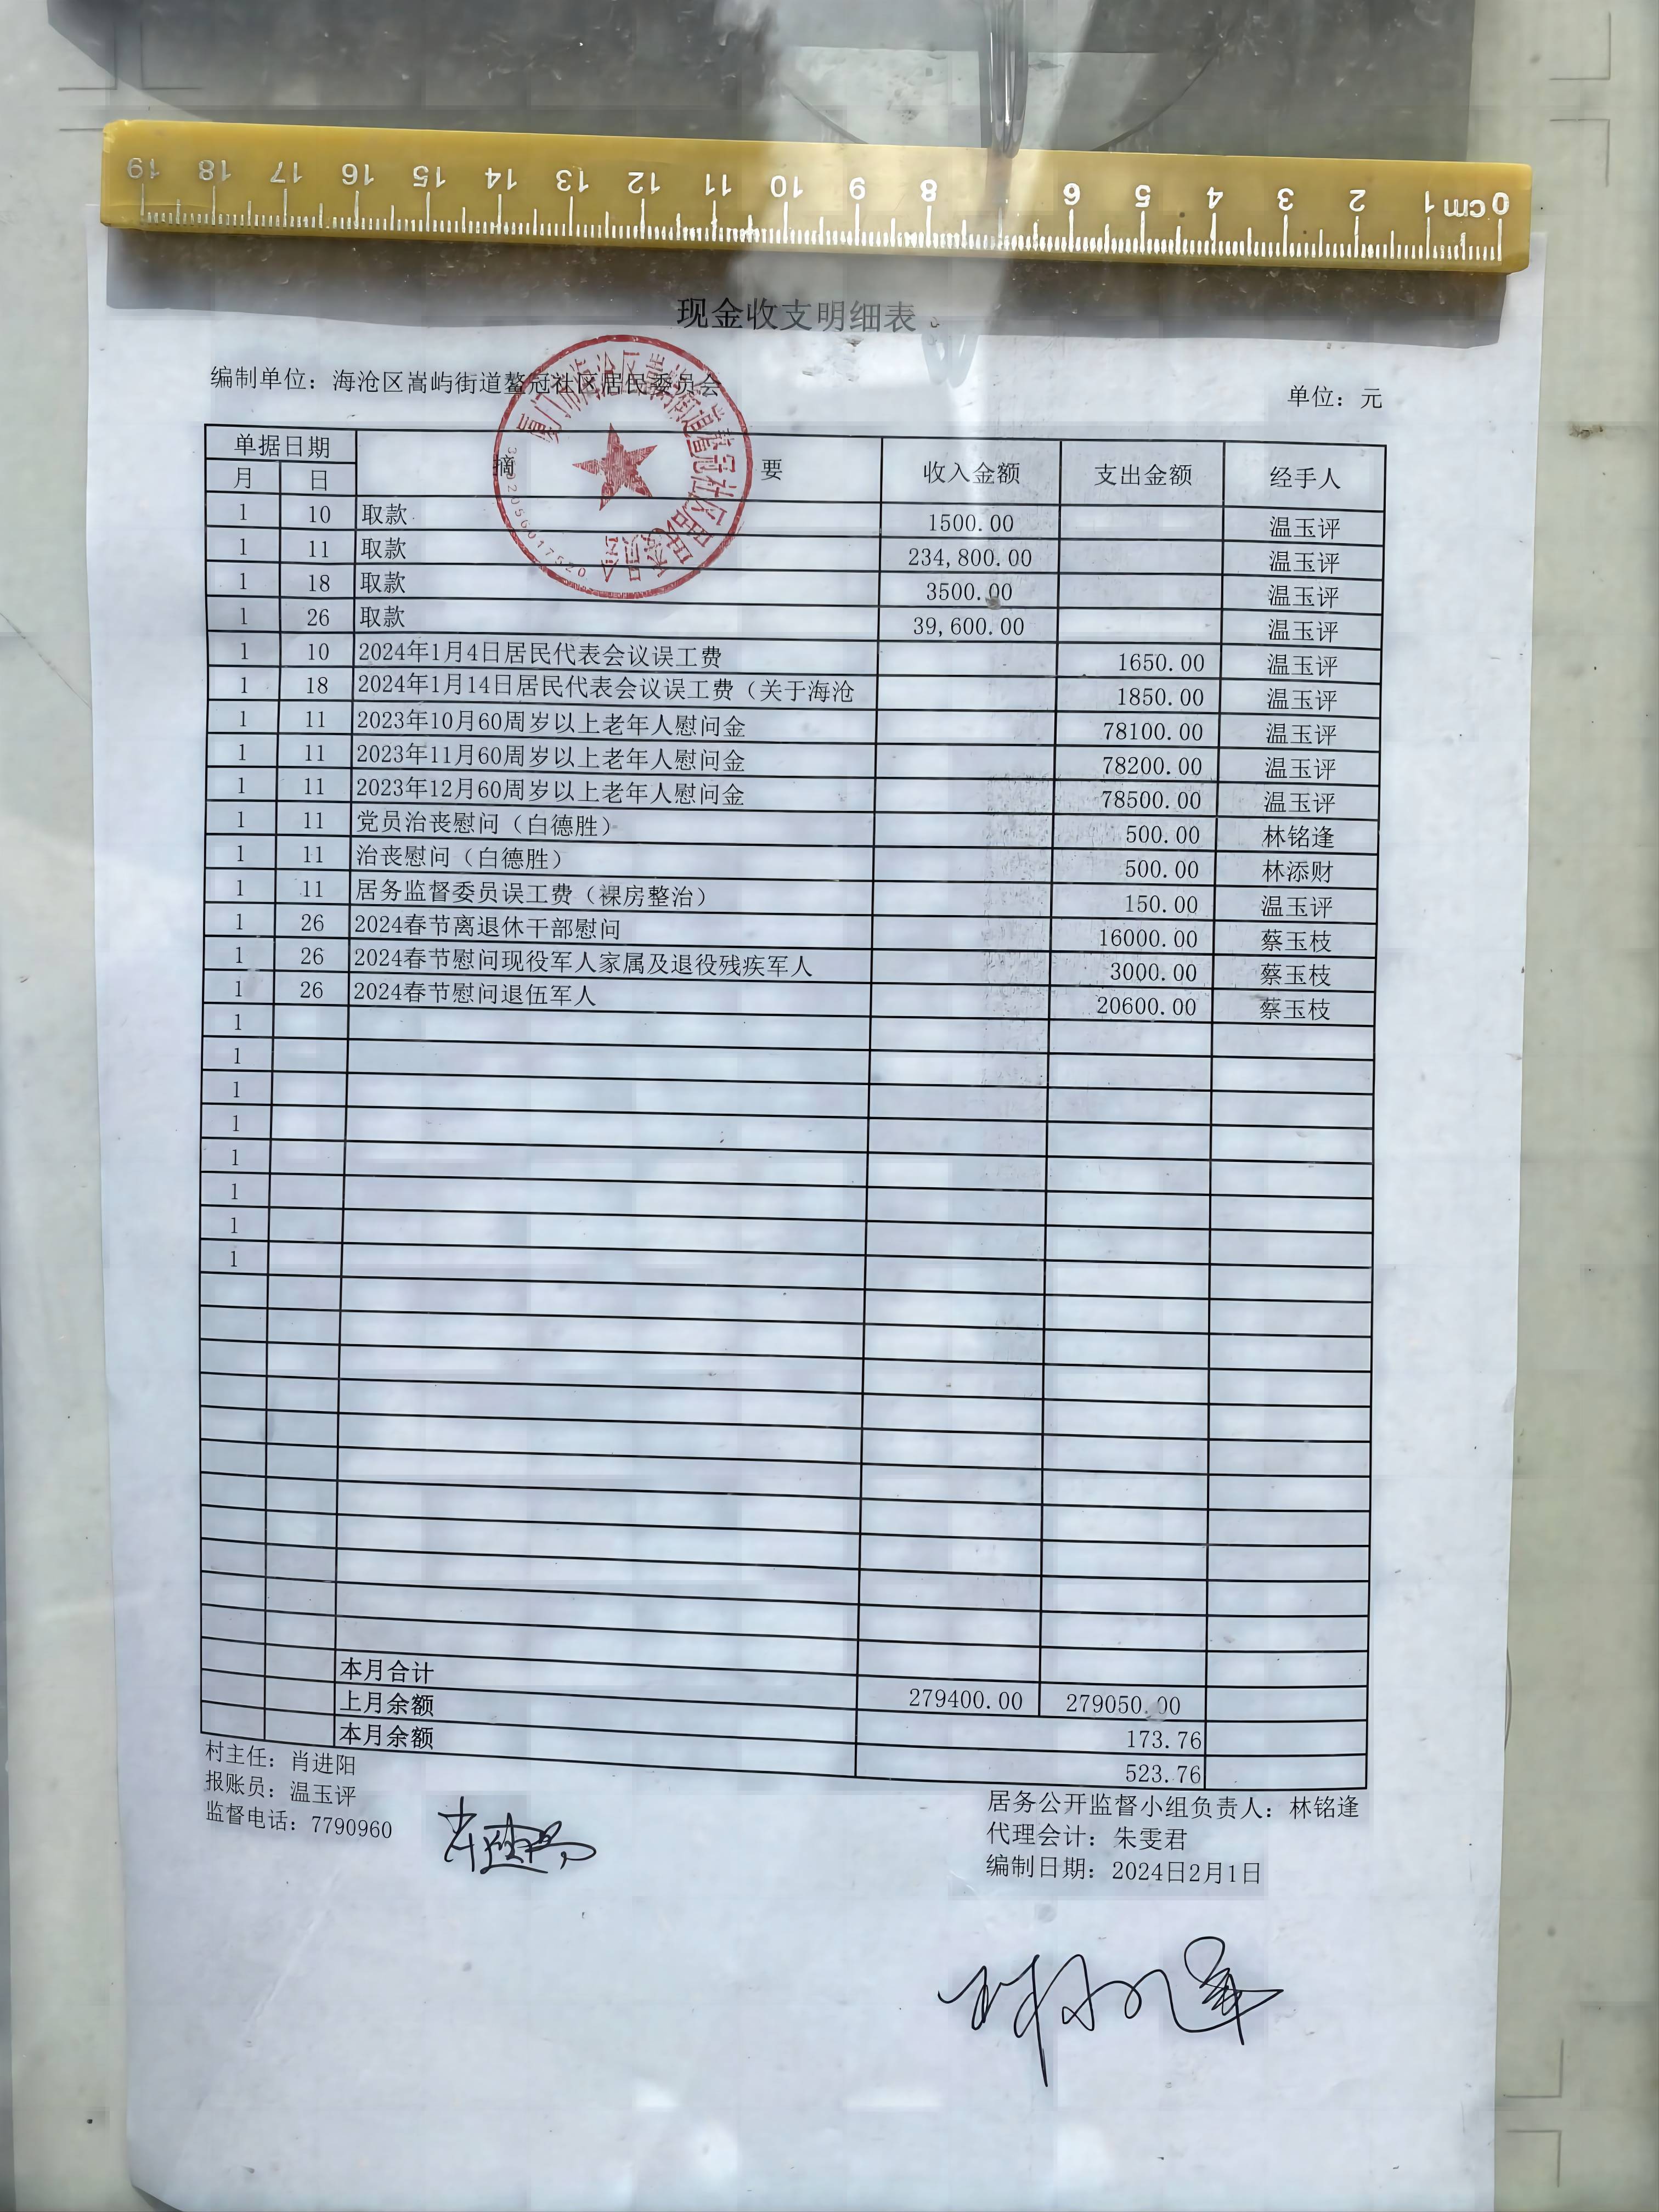 19 18 17 16 15 14 13 12 11 10 9 8 6 5 4 3 2 1 cm 0
现金收支明细表
编制单位：海沧区嵩屿街道鳌冠社区居民委员会
单位：元
厦门市海沧区嵩屿街道鳌冠社区居民委员会
单据日期 摘 要 收入金额 支出金额 经手人
月 日
1 10 取款 1500.00 温玉评
1 11 取款 234,800.00 温玉评
1 18 取款 3500.00 温玉评
1 26 取款 39,600.00 温玉评
1 10 2024年1月4日居民代表会议误工费 1650.00 温玉评
1 18 2024年1月14日居民代表会议误工费（关于海沧 1850.00 温玉评
1 11 2023年10月60周岁以上老年人慰问金 78100.00 温玉评
1 11 2023年11月60周岁以上老年人慰问金 78200.00 温玉评
1 11 2023年12月60周岁以上老年人慰问金 78500.00 温玉评
1 11 党员治丧慰问（白德胜） 500.00 林铭逢
1 11 治丧慰问（白德胜） 500.00 林添财
1 11 居务监督委员误工费（裸房整治） 150.00 温玉评
1 26 2024春节离退休干部慰问 16000.00 蔡玉枝
1 26 2024春节慰问现役军人家属及退役残疾军人 3000.00 蔡玉枝
1 26 2024春节慰问退伍军人 20600.00 蔡玉枝
1
1
1
1
1
1
1
1
本月合计 279400.00 279050.00
上月余额 173.76
本月余额 523.76
村主任：肖进阳
报账员：温玉评
监督电话：7790960
居务公开监督小组负责人：林铭逢
代理会计：朱雯君
编制日期：2024日2月1日